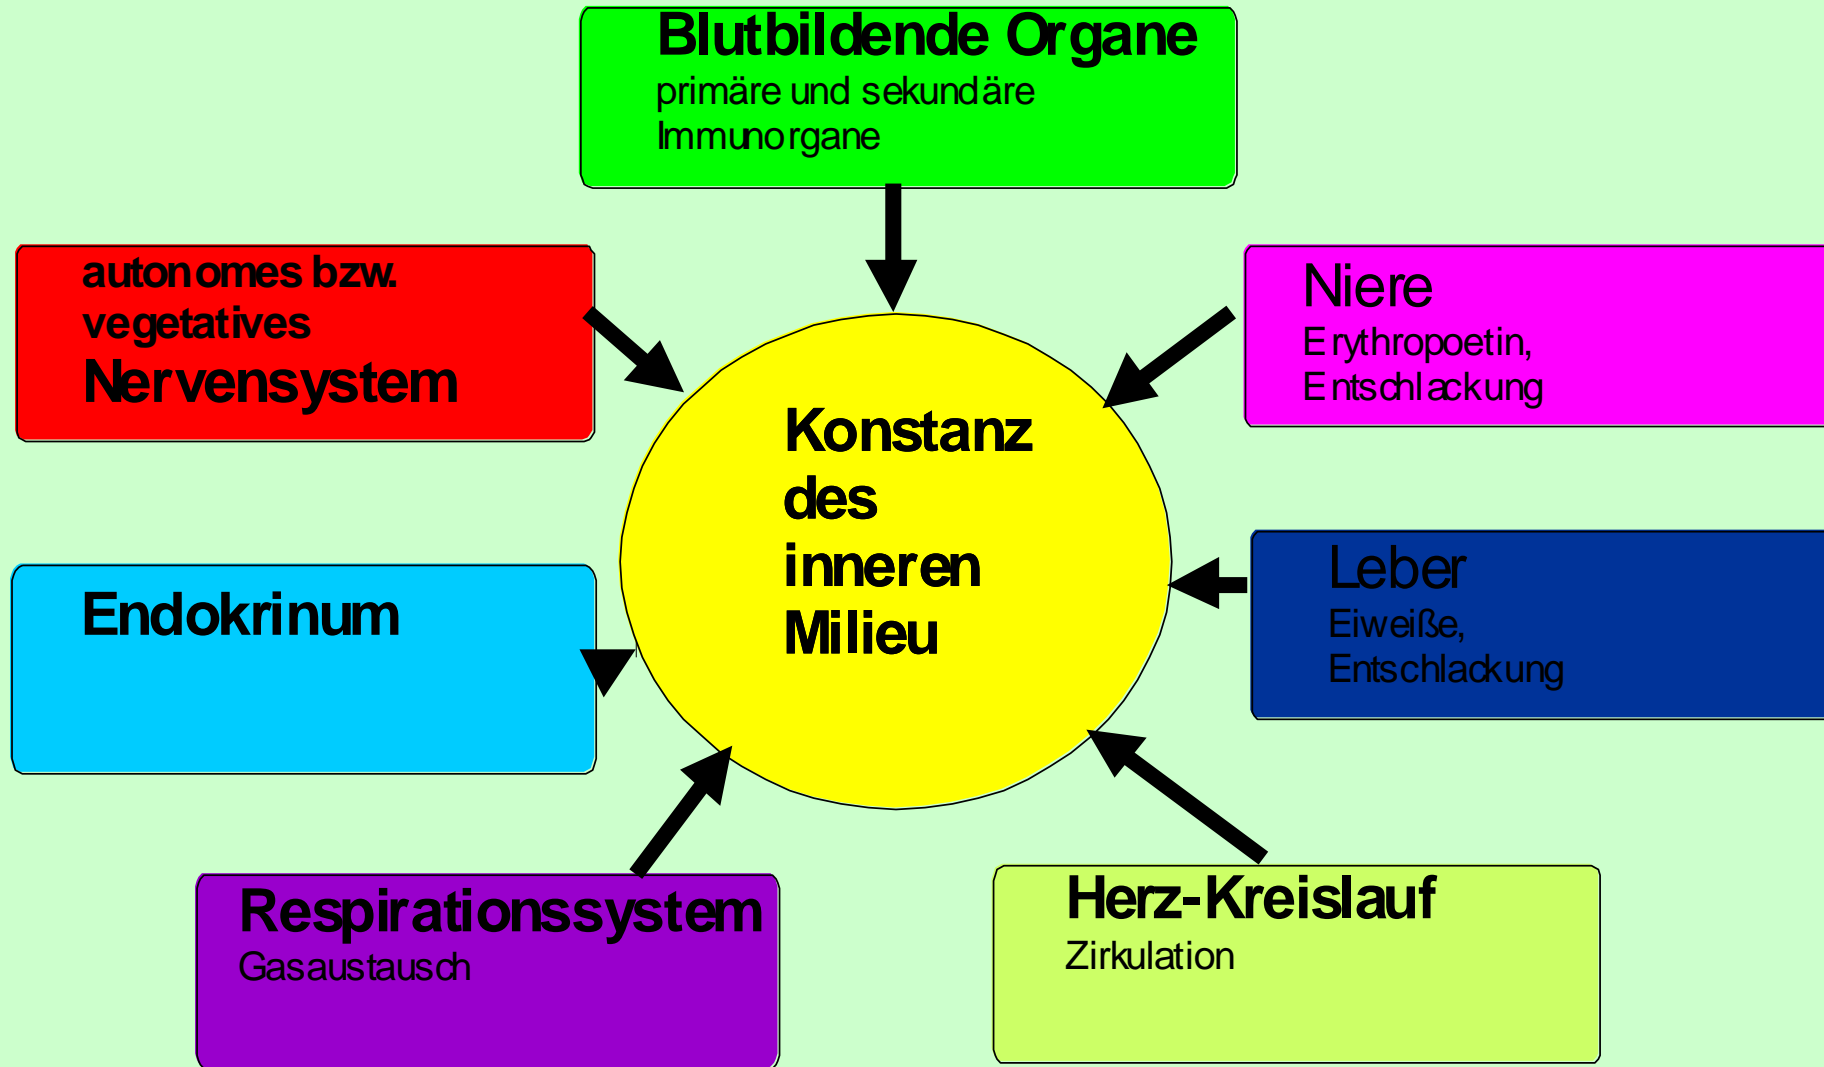 Blutbildende Organe
primäre und sekundäre
Immunorgane
autonomes bzw.
vegetatives
Nervensystem
Niere
Erythropoetin,
Entschlackung
Konstanz
des
inneren
Milieu
Endokrinum
Leber
Eiweiße,
Entschlackung
Respirationssystem
Gasaustausch
Herz-Kreislauf
Zirkulation